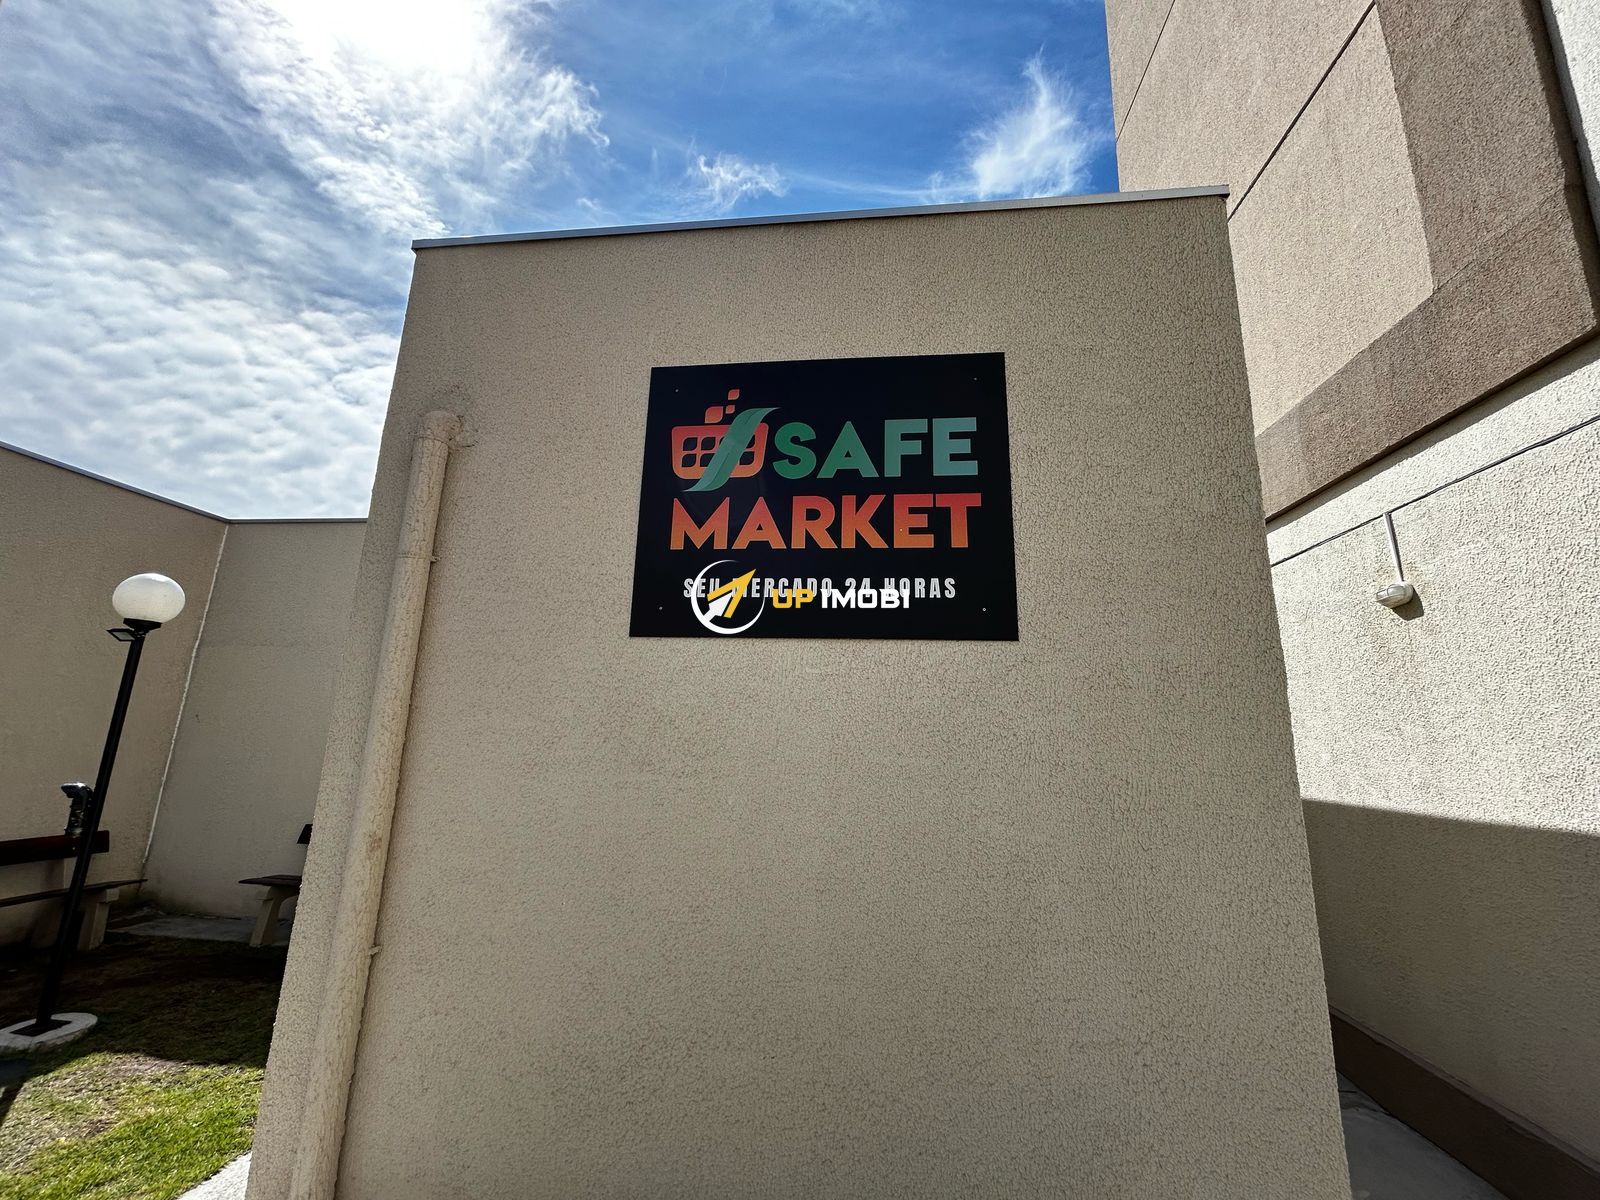 SAFE
MARKET
SEU MERCADO 24 HORAS
UP IMOBI